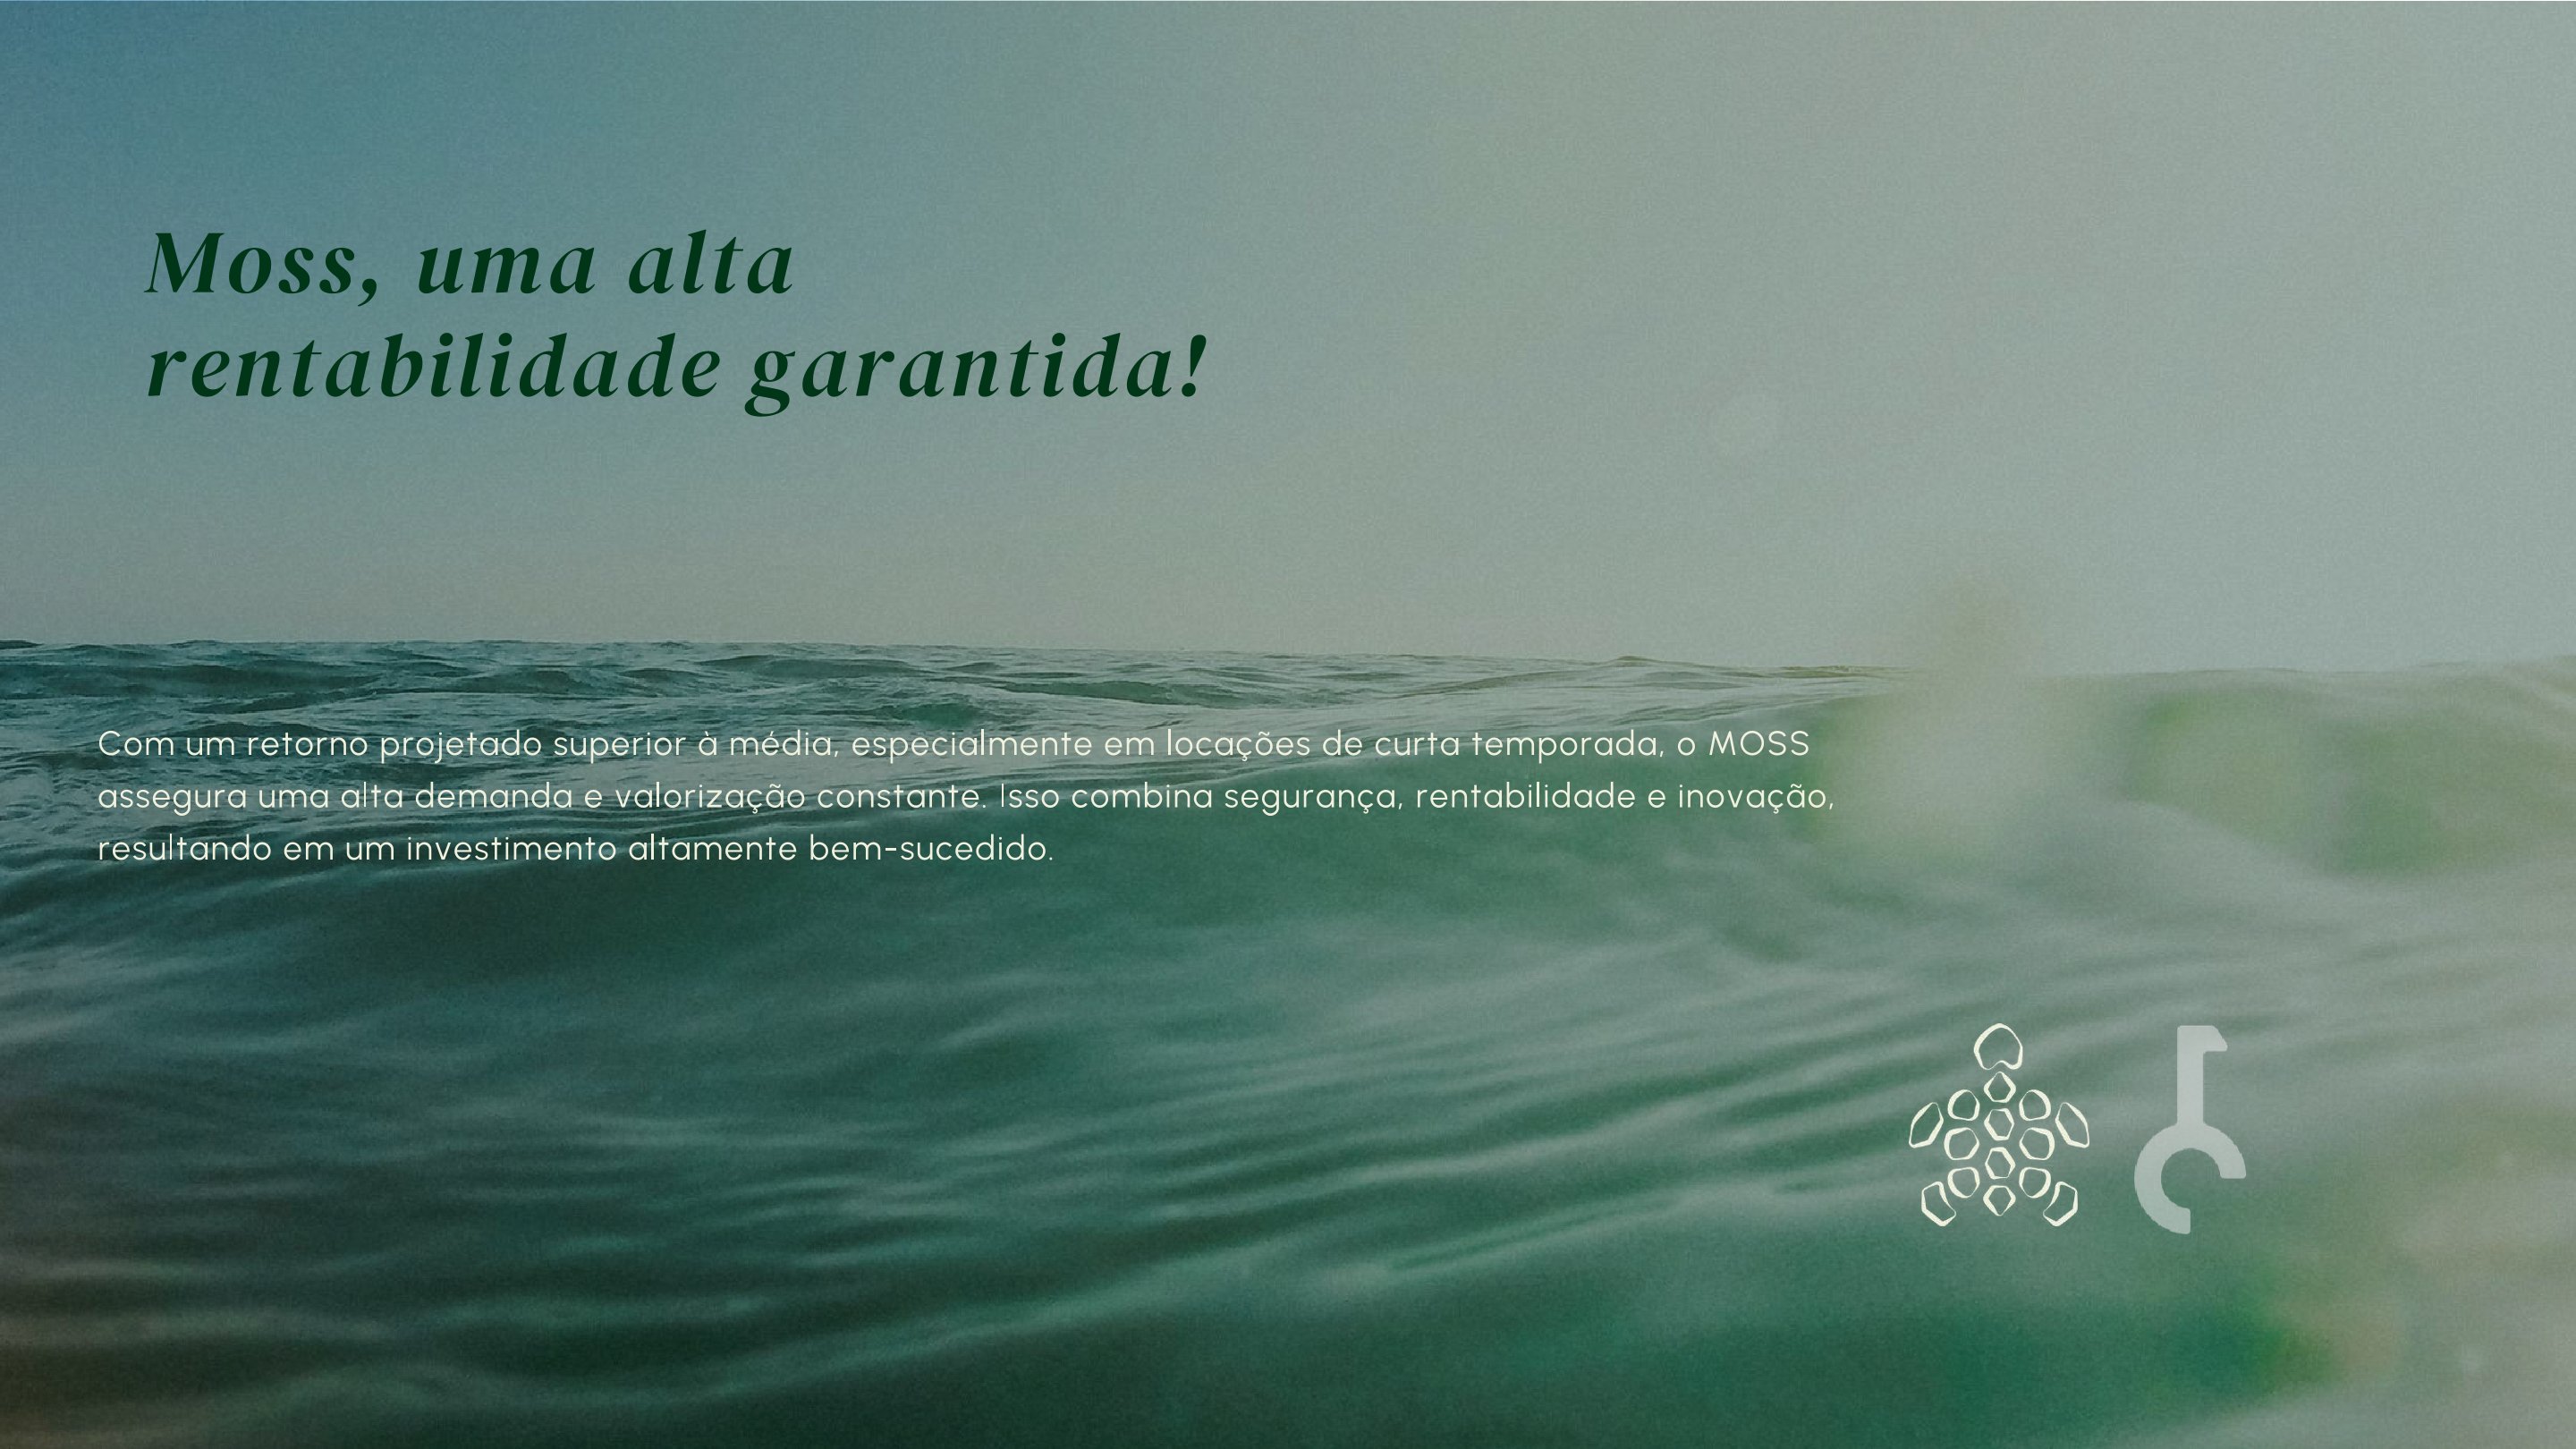 Moss, uma alta
rentabilidade garantida!
Com um retorno projetado superior à média, especialmente em locações de curta temporada, o MOSS
assegura uma alta demanda e valorização constante. Isso combina segurança, rentabilidade e inovação,
resultando em um investimento altamente bem-sucedido.